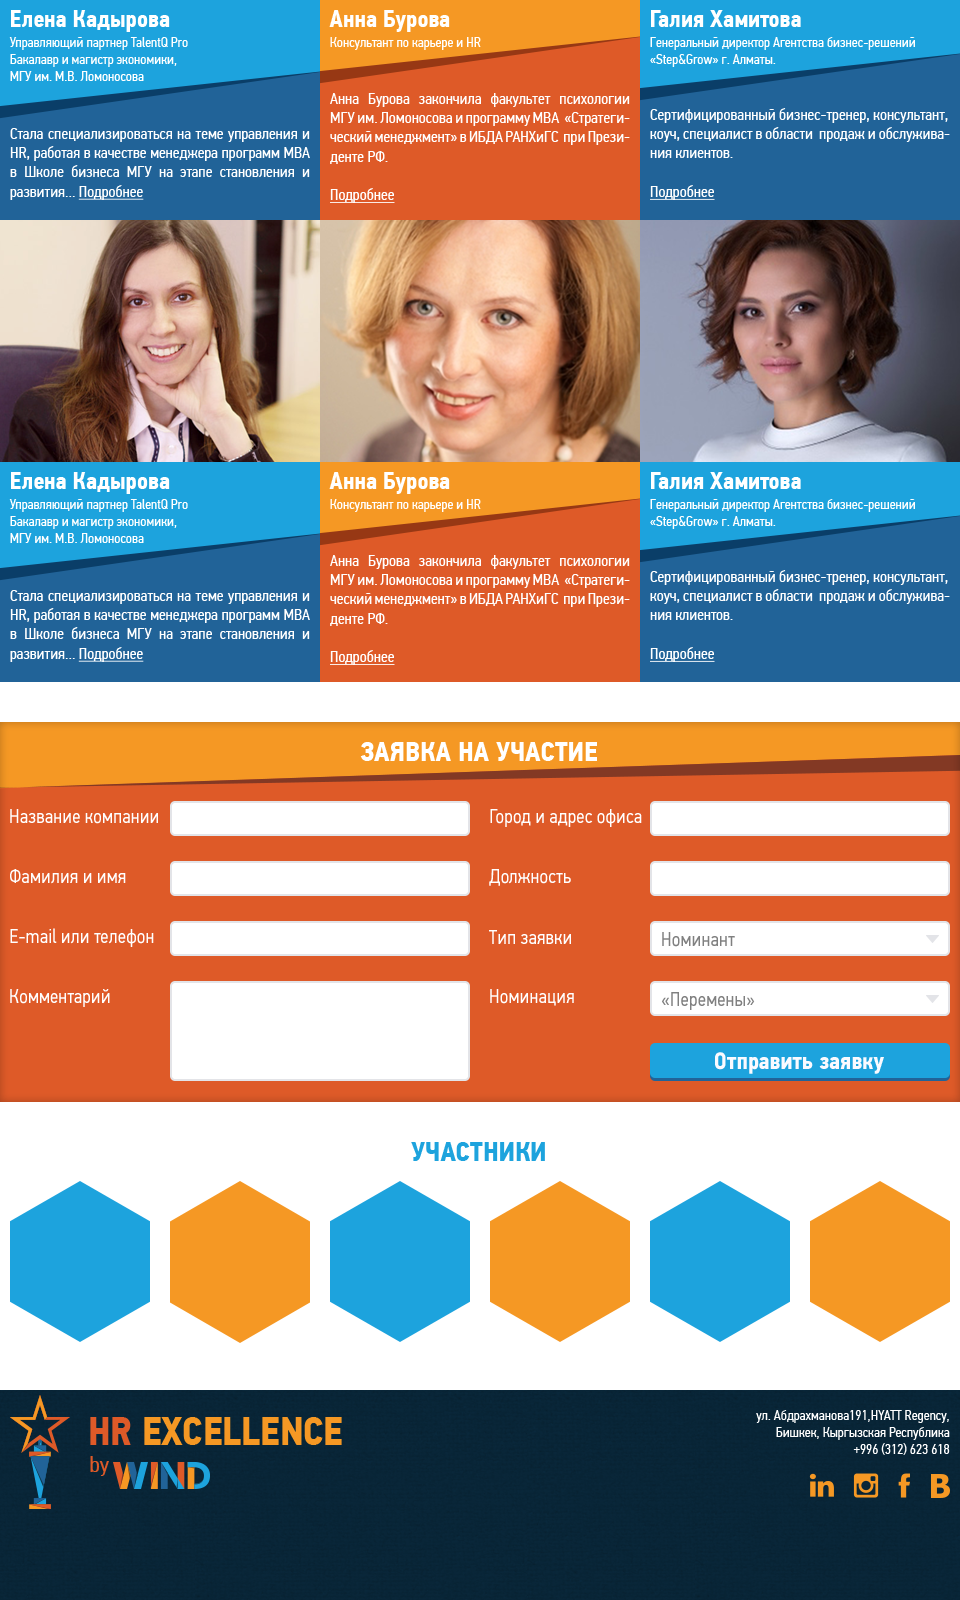 Елена Кадырова
Управляющий партнер TalentQ Pro
Бакалавр и магистр экономики,
МГУ им. М.В. Ломоносова
Стала специализироваться на теме управления и
HR, работая в качестве менеджера программ МВА
в Школе бизнеса МГУ на этапе становления и
развития... Подробнее
Анна Бурова
Консультант по карьере и HR
Анна Бурова закончила факультет психологии
МГУ им. Ломоносова и программу МВА «Стратеги-
ческий менеджмент» в ИБДА РАНХиГС при Прези-
денте РФ.
Подробнее
Галия Хамитова
Генеральный директор Агентства бизнес-решений
«Step&Grow» г. Алматы.
Сертифицированный бизнес-тренер, консультант,
коуч, специалист в области продаж и обслужива-
ния клиентов.
Подробнее
Елена Кадырова
Управляющий партнер TalentQ Pro
Бакалавр и магистр экономики,
МГУ им. М.В. Ломоносова
Стала специализироваться на теме управления и
HR, работая в качестве менеджера программ МВА
в Школе бизнеса МГУ на этапе становления и
развития... Подробнее
Анна Бурова
Консультант по карьере и HR
Анна Бурова закончила факультет психологии
МГУ им. Ломоносова и программу МВА «Стратеги-
ческий менеджмент» в ИБДА РАНХиГС при Прези-
денте РФ.
Подробнее
Галия Хамитова
Генеральный директор Агентства бизнес-решений
«Step&Grow» г. Алматы.
Сертифицированный бизнес-тренер, консультант,
коуч, специалист в области продаж и обслужива-
ния клиентов.
Подробнее
ЗАЯВКА НА УЧАСТИЕ
Название компании
Город и адрес офиса
Фамилия и имя
Должность
E-mail или телефон
Тип заявки
Номинант
Комментарий
Номинация
«Перемены»
Отправить заявку
УЧАСТНИКИ
HR EXCELLENCE
by WIND
ул. Абдрахманова191,HYATT Regency,
Бишкек, Кыргызская Республика
+996 (312) 623 618